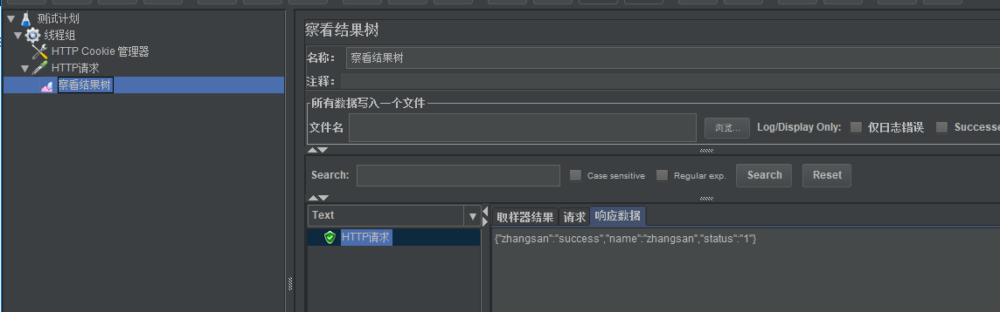 测试计划
线程组
HTTP Cookie 管理器
HTTP请求
察看结果树
察看结果树
名称： 察看结果树
注释：
所有数据写入一个文件
文件名 浏览... Log/Display Only: 仅日志错误 Successe
Search: Case sensitive Regular exp. Search Reset
Text
HTTP请求
取样器结果 请求 响应数据
{"zhangsan":"success","name":"zhangsan","status":"1"}